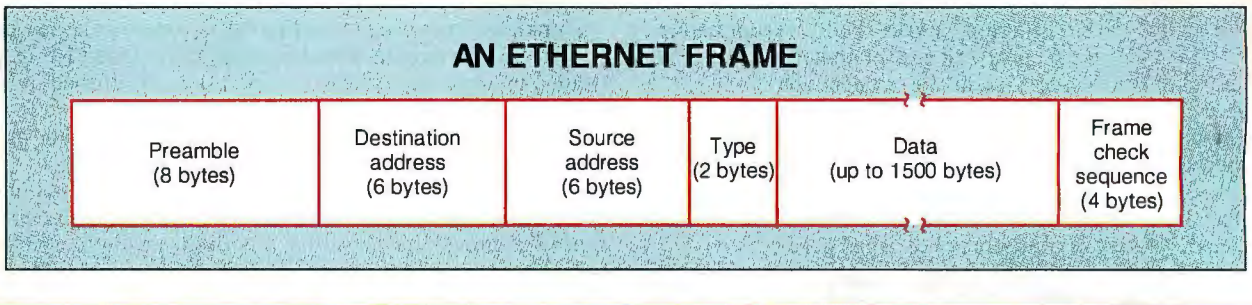 AN ETHERNET FRAME
Preamble
(8 bytes)
Destination
address
(6 bytes)
Source
address
(6 bytes)
Type
(2 bytes)
Data
(up to 1500 bytes)
Frame
check
sequence
(4 bytes)